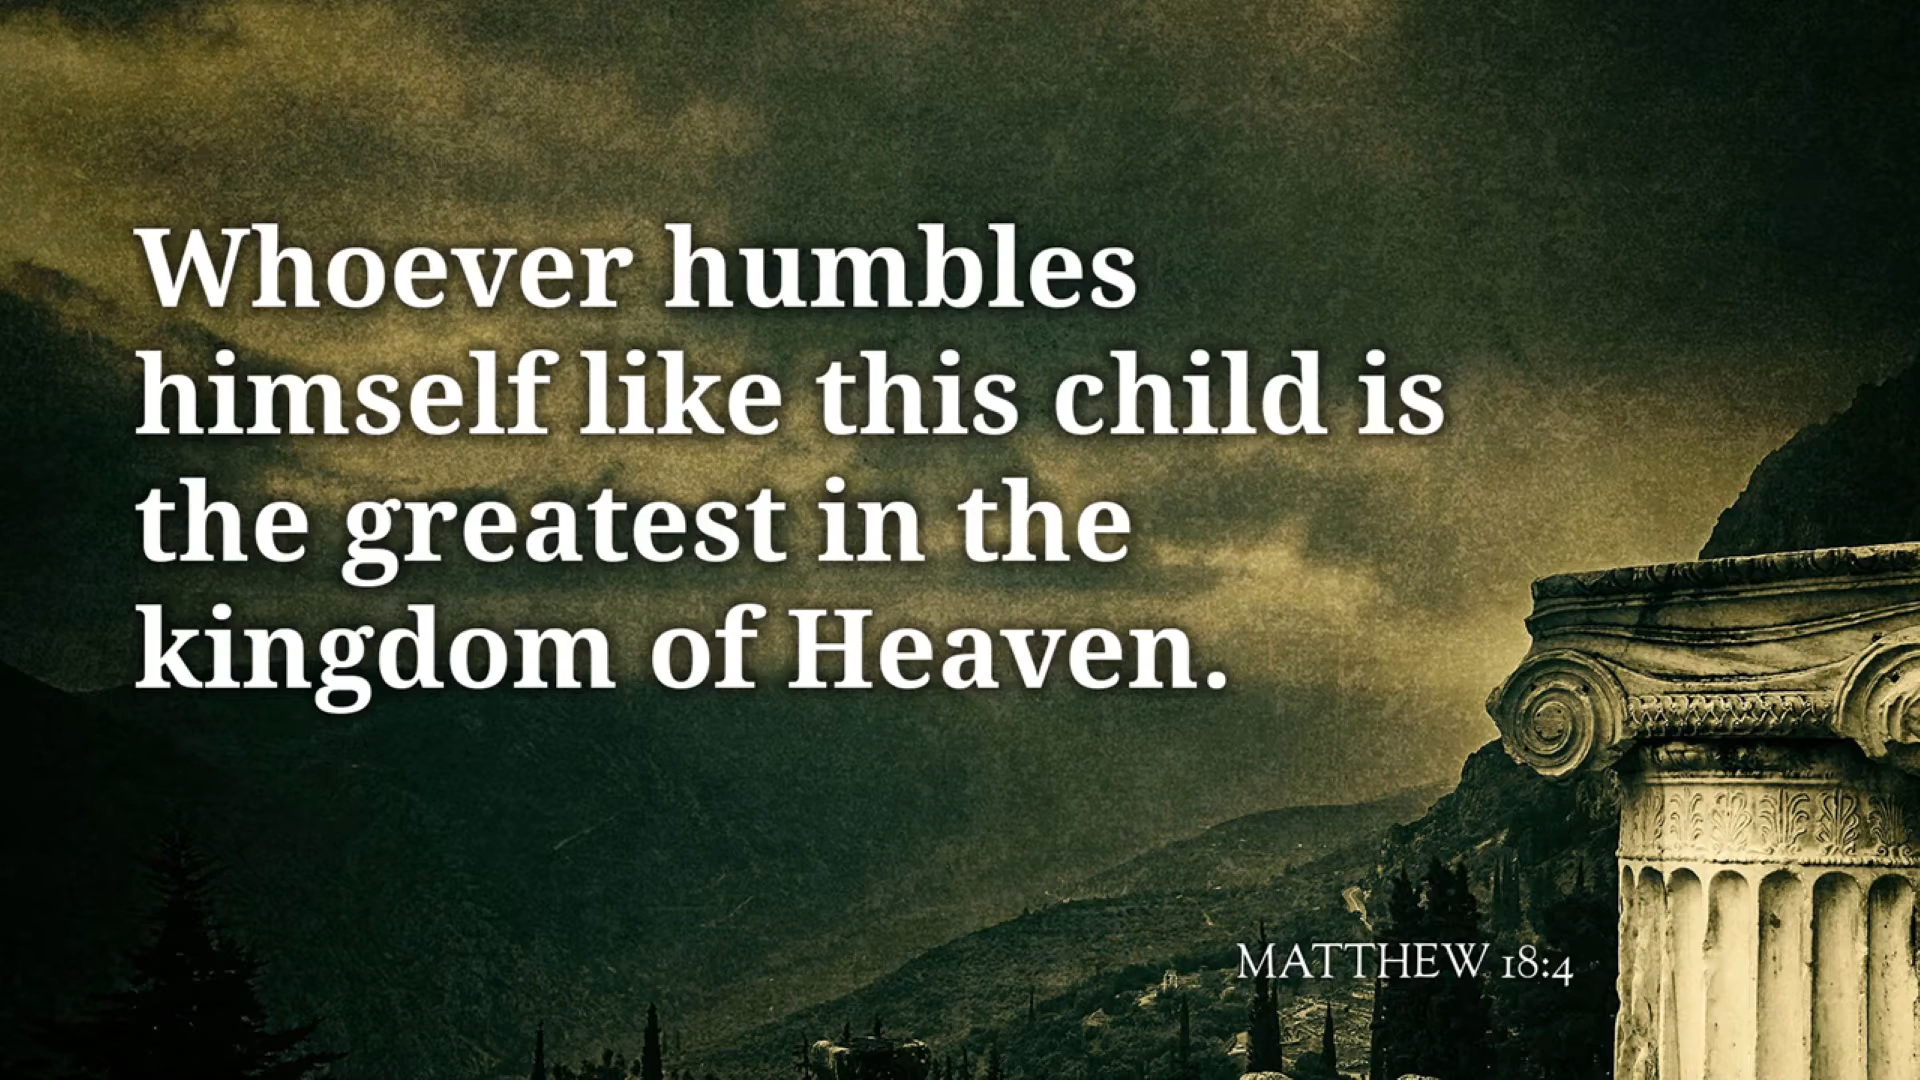 Whoever humbles
himself like this child is
the greatest in the
kingdom of Heaven.
MATTHEW 18:4